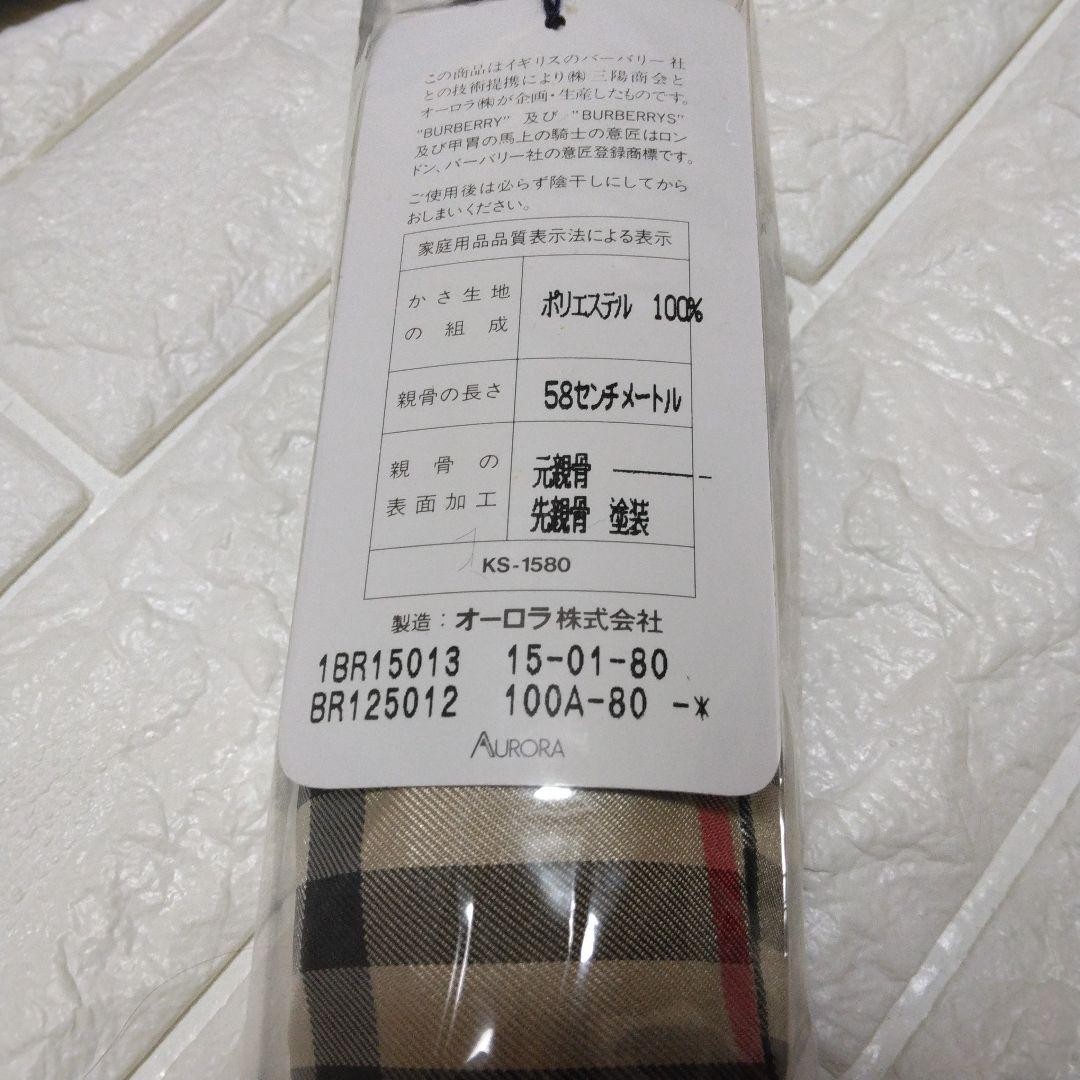 この商品はイギリスのバーバリー社
との技術提携により㈱三陽商会と
オーロラ㈱が企画・生産したものです。
"BURBERRY" 及び "BURBERRYS"
及び甲冑の馬上の騎士の意匠はロン
ドン、バーバリー社の意匠登録商標です。
ご使用後は必らず陰干しにしてから
おしまいください。
家庭用品品質表示法による表示
かさ生地の組成 ポリエステル 100%
親骨の長さ 58センチメートル
親骨の表面加工 元親骨 ———
先親骨 塗装
KS-1580
製造：オーロラ株式会社
1BR15013 15-01-80
BR125012 100A-80 -*
AURORA